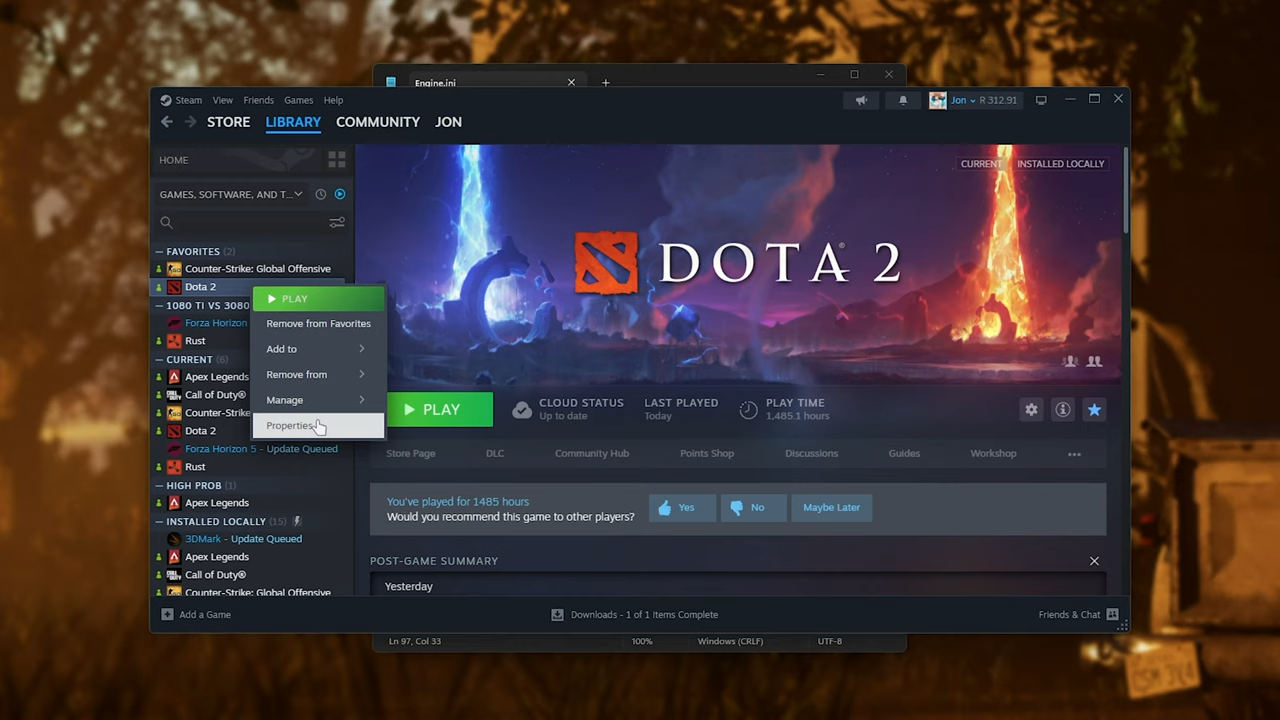 Engine.ini
Steam View Friends Games Help
Jon R 312.91
STORE LIBRARY COMMUNITY JON
HOME
GAMES, SOFTWARE, AND T...
FAVORITES (2)
Counter-Strike: Global Offensive
Dota 2
1080 TI VS 3080
Forza Horizon
Rust
CURRENT (6)
Apex Legends
Call of Duty®
Counter-Strike
Dota 2
Forza Horizon 5 - Update Queued
Rust
HIGH PROB (1)
Apex Legends
INSTALLED LOCALLY (15)
3DMark - Update Queued
Apex Legends
Call of Duty®
Counter-Strike: Global Offensive
PLAY
Remove from Favorites
Add to
Remove from
Manage
Properties
CURRENT INSTALLED LOCALLY
DOTA 2
PLAY
CLOUD STATUS
Up to date
LAST PLAYED
Today
PLAY TIME
1,485.1 hours
Store Page DLC Community Hub Points Shop Discussions Guides Workshop
You've played for 1485 hours
Would you recommend this game to other players?
Yes No Maybe Later
POST-GAME SUMMARY
Yesterday
Add a Game
Downloads - 1 of 1 Items Complete
Friends & Chat
Ln 97, Col 33 100% Windows (CRLF) UTF-8